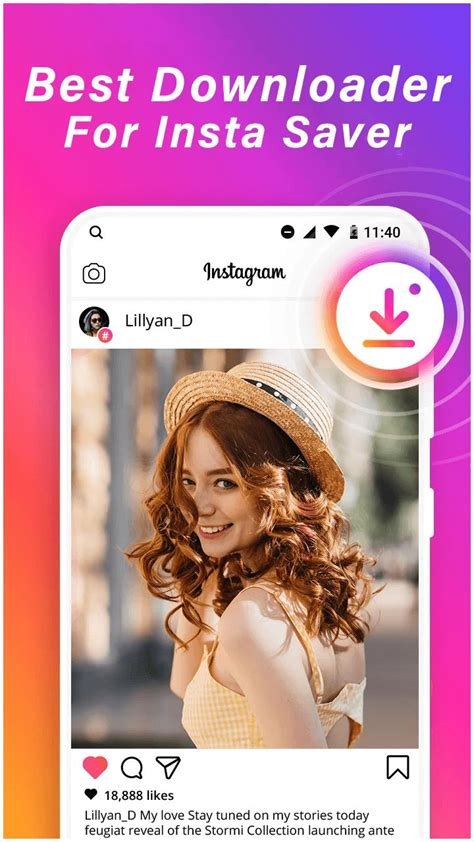 Best Downloader
For Insta Saver
11:40
Instagram
Lillyan_D
#
18,888 likes
Lillyan_D My love Stay tuned on my stories today
feugiat reveal of the Stormi Collection launching ante